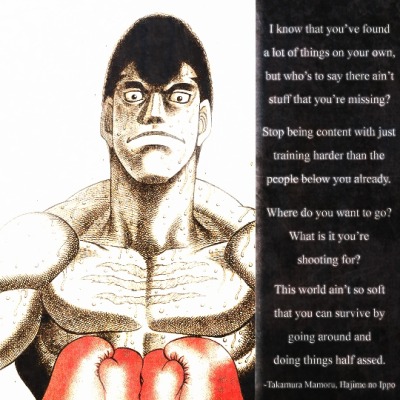 I know that you've found
a lot of things on your own,
but who's to say there ain't
stuff that you're missing?
Stop being content with just
training harder than the
people below you already.
Where do you want to go?
What is it you're
shooting for?
This world ain't so soft
that you can survive by
going around and
doing things half assed.
-Takamura Mamoru, Hajime no Ippo